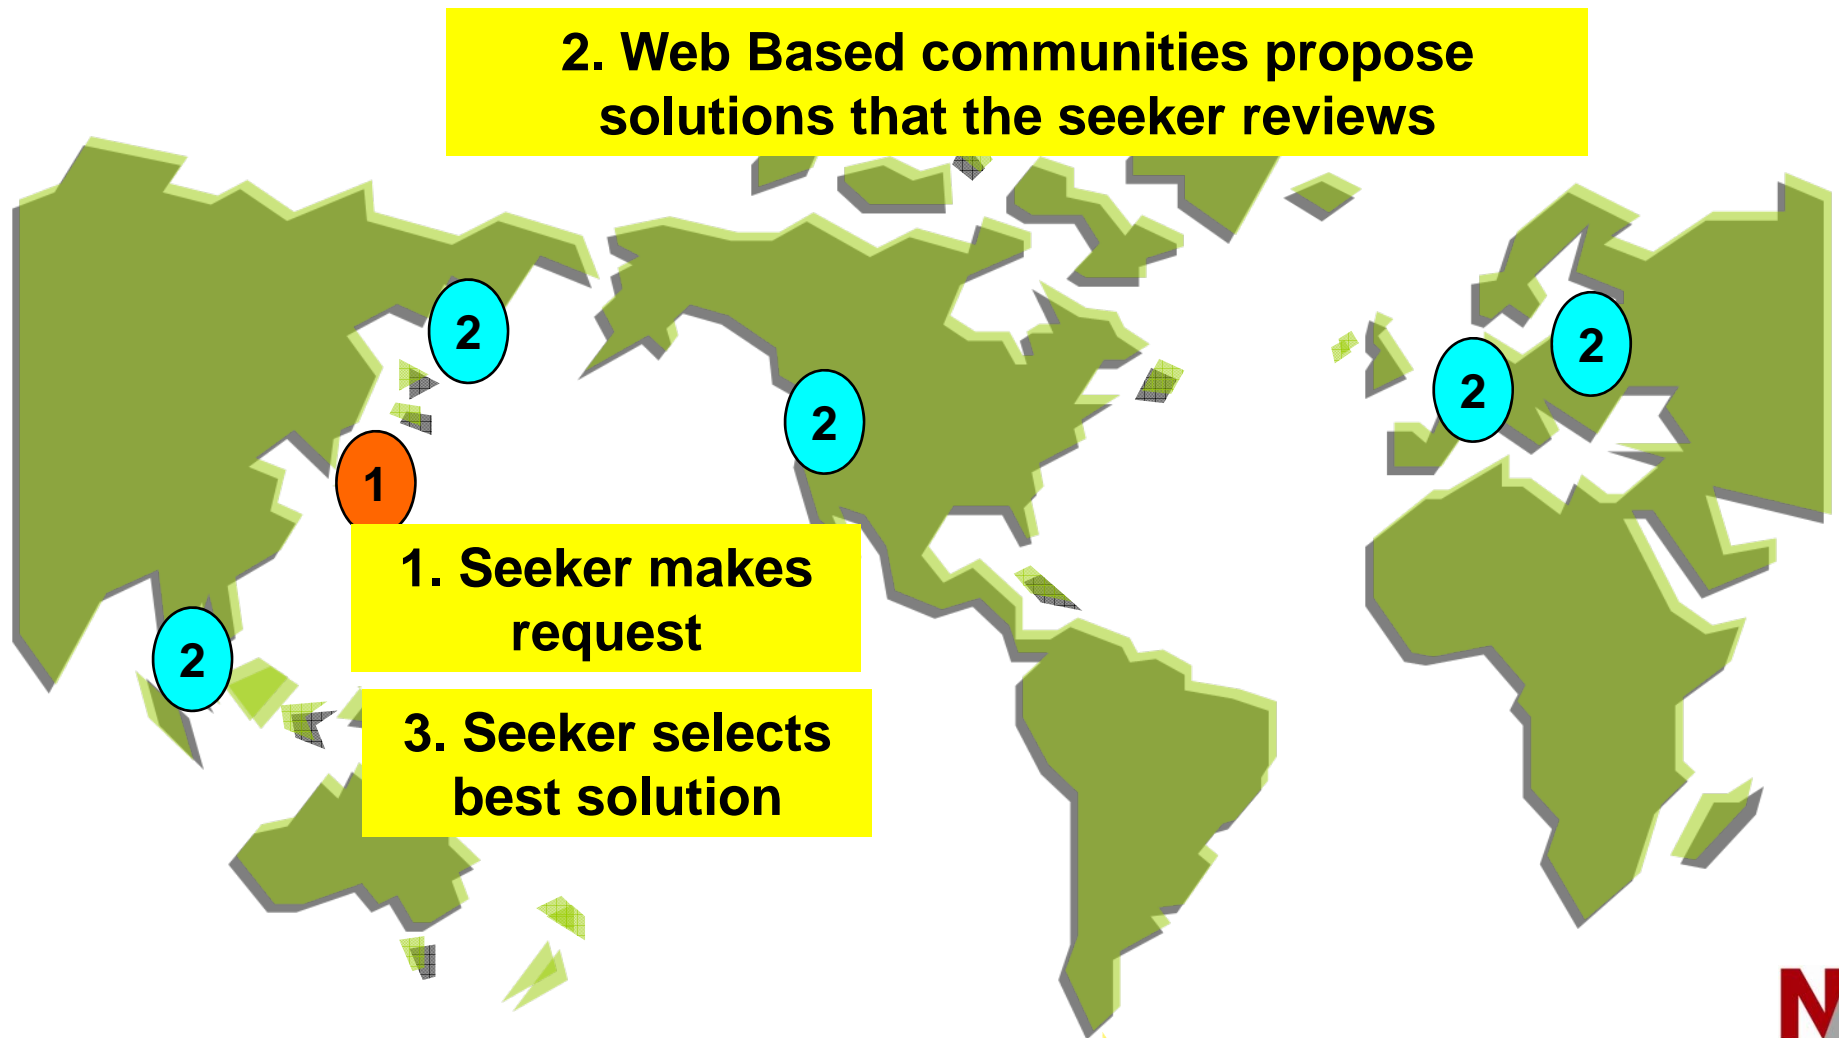 2. Web Based communities propose
solutions that the seeker reviews
2
2
2
2
1
1. Seeker makes
request
2
3. Seeker selects
best solution